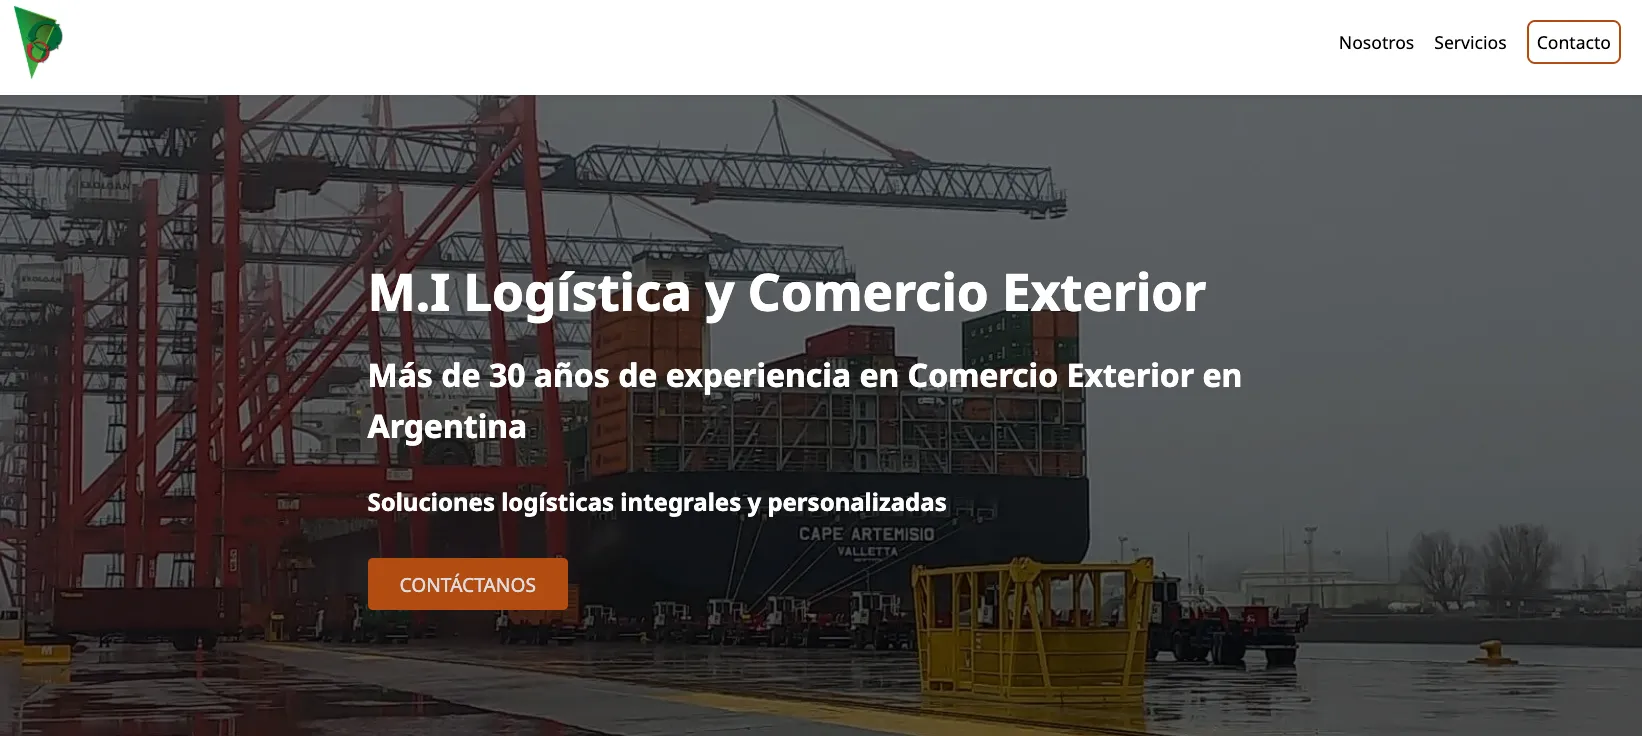 Nosotros
Servicios
Contacto
M.I Logística y Comercio Exterior
Más de 30 años de experiencia en Comercio Exterior en
Argentina
Soluciones logísticas integrales y personalizadas
CAPE ARTEMISIO
VALLETTA
CONTÁCTANOS
M